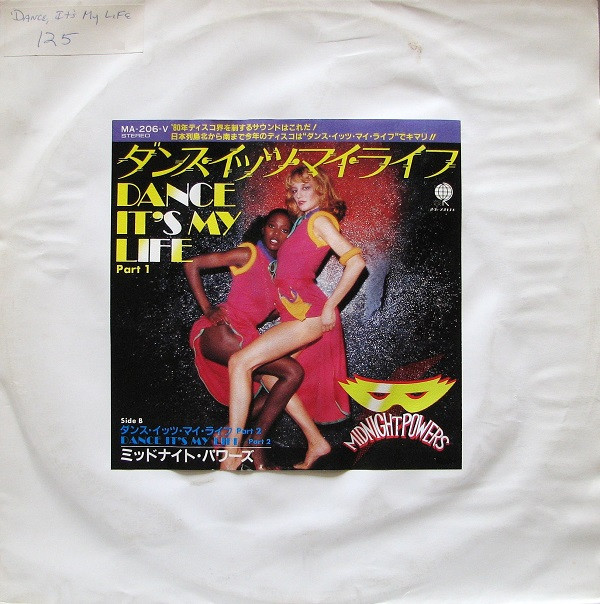 "DANCE, IT'S MY LIFE
125
MA-206-V
STEREO
'80年ディスコ界を制するサウンドはこれだ!
日本列島北から南まで今年のディスコは"ダンス・イッツ・マイ・ライフ"でキマリ!!
ダンス・イッツ・マイ・ライフ
DANCE
IT'S MY
LIFE
Part 1
MIDNIGHT POWERS
Side B
ダンス・イッツ・マイ・ライフ Part 2
DANCE IT'S MY LIFE Part 2
ミッドナイト・パワーズ